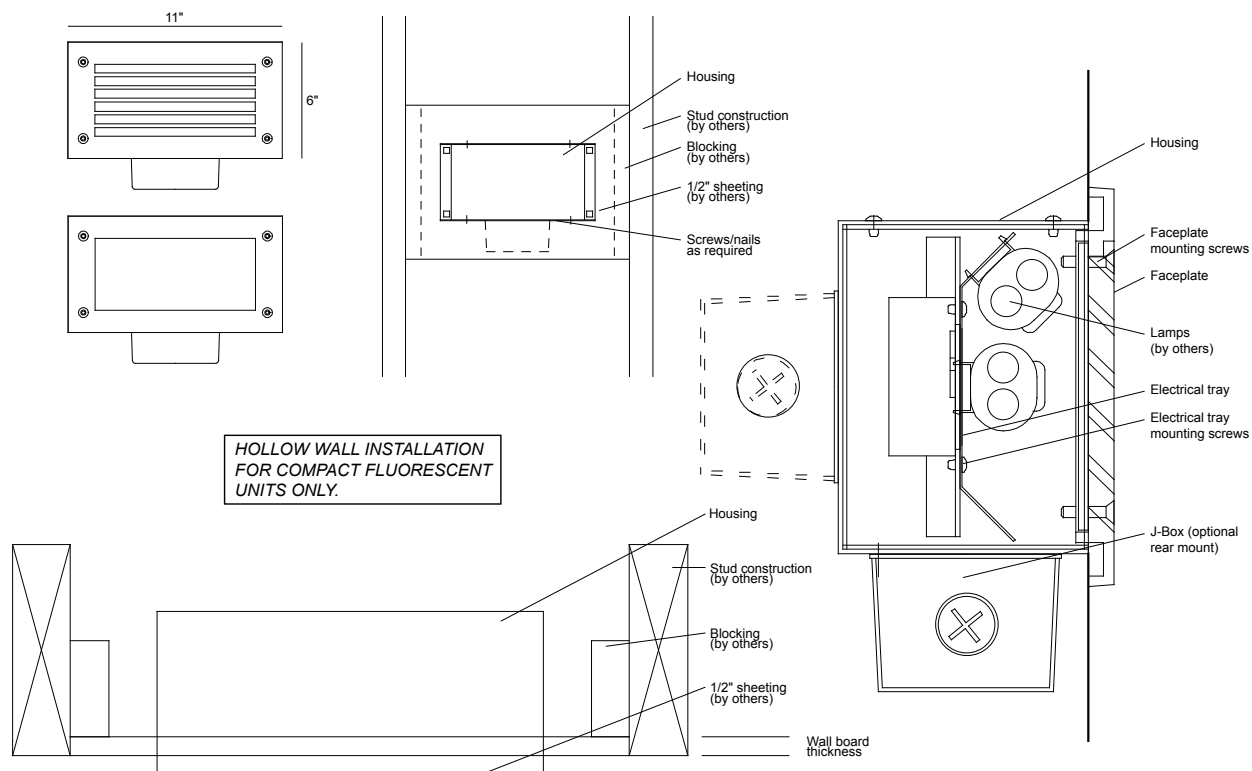 11"
6"
Housing
Stud construction
(by others)
Blocking
(by others)
1/2" sheeting
(by others)
Screws/nails
as required
HOLLOW WALL INSTALLATION
FOR COMPACT FLUORESCENT
UNITS ONLY.
Housing
Faceplate
mounting screws
Faceplate
Lamps
(by others)
Electrical tray
Electrical tray
mounting screws
J-Box (optional
rear mount)
Housing
Stud construction
(by others)
Blocking
(by others)
1/2" sheeting
(by others)
Wall board
thickness